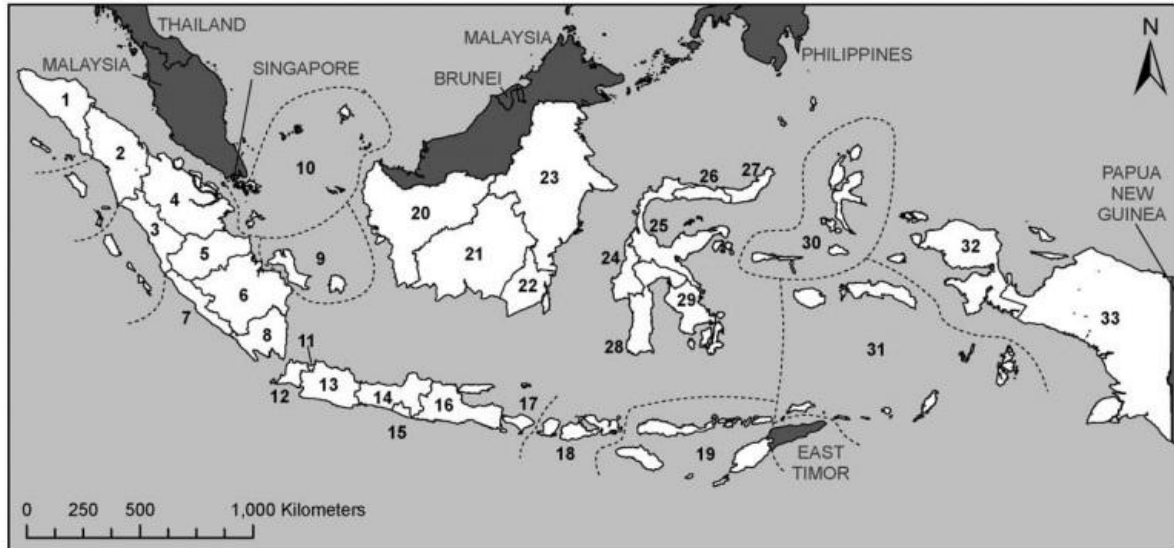 THAILAND
MALAYSIA
SINGAPORE
MALAYSIA
BRUNEI
PHILIPPINES
N
PAPUA
NEW
GUINEA
1
2
3
4
5
6
7
8
9
10
11
12
13
14
15
16
17
18
19
20
21
22
23
24
25
26
27
28
29
30
31
32
33
EAST
TIMOR
0 250 500 1,000 Kilometers